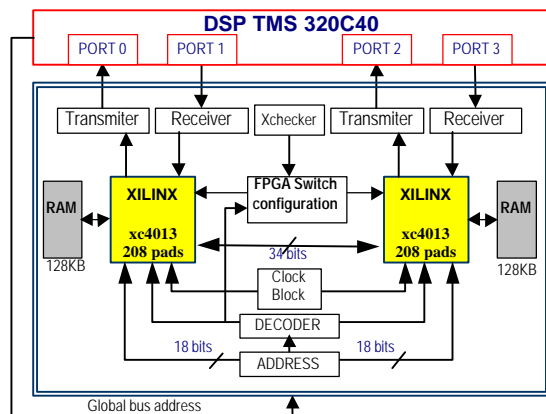 DSP TMS 320C40
PORT 0
PORT 1
PORT 2
PORT 3
Transmiter
Receiver
Xchecker
Transmiter
Receiver
RAM
128KB
XILINX
xc4013
208 pads
FPGA Switch
configuration
XILINX
xc4013
208 pads
RAM
128KB
34 bits
Clock
Block
DECODER
18 bits
ADDRESS
18 bits
Global bus address